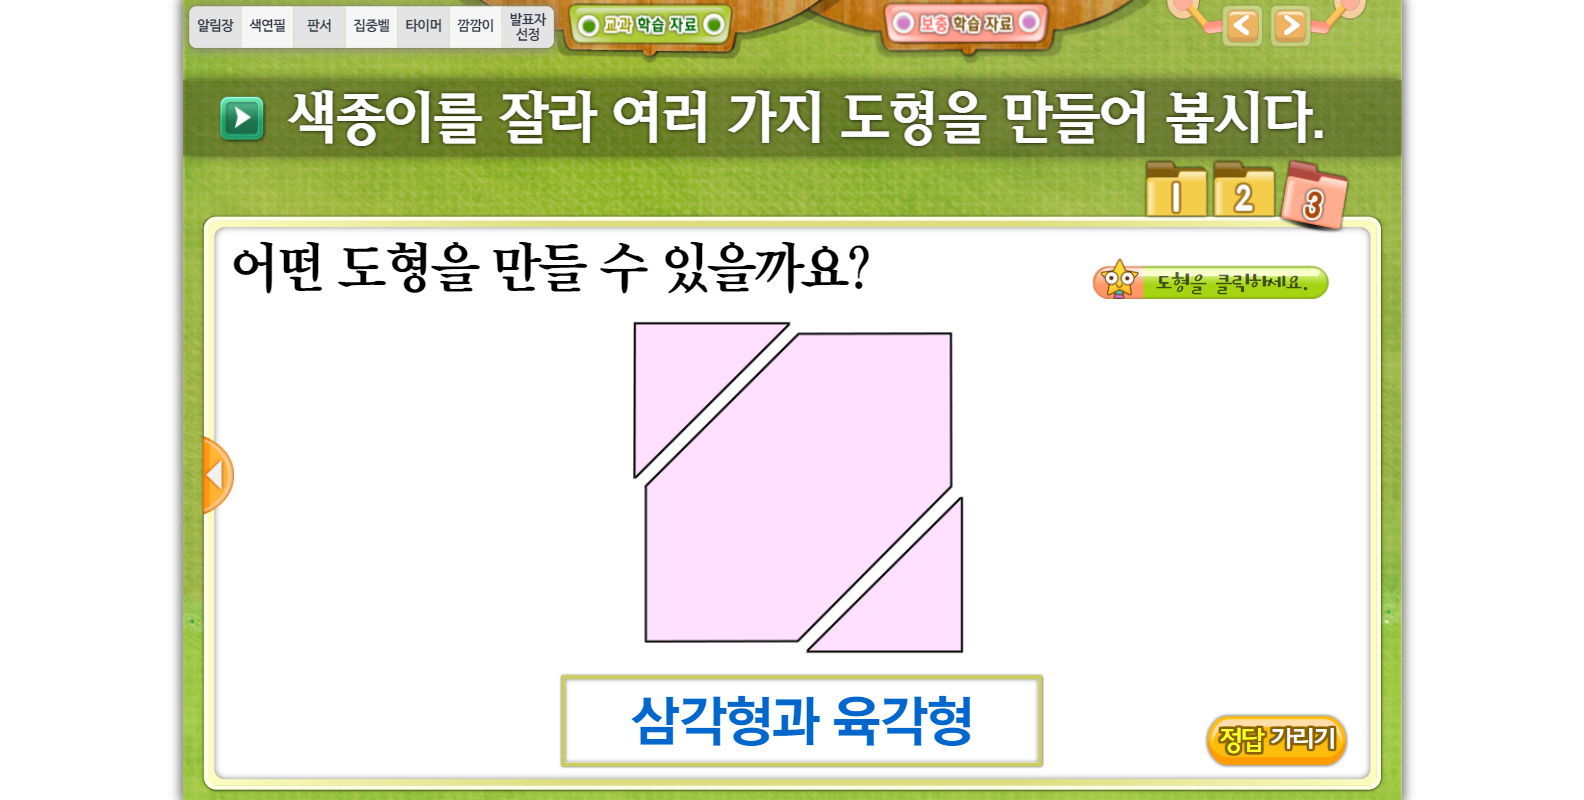 알림장 색연필 판서 집중벨 타이머 깜깜이 발표자 선정
교과 학습 자료
보충 학습 자료
색종이를 잘라 여러 가지 도형을 만들어 봅시다.
1 2 3
어떤 도형을 만들 수 있을까요?
도형을 클릭하세요.
삼각형과 육각형
정답 가리기